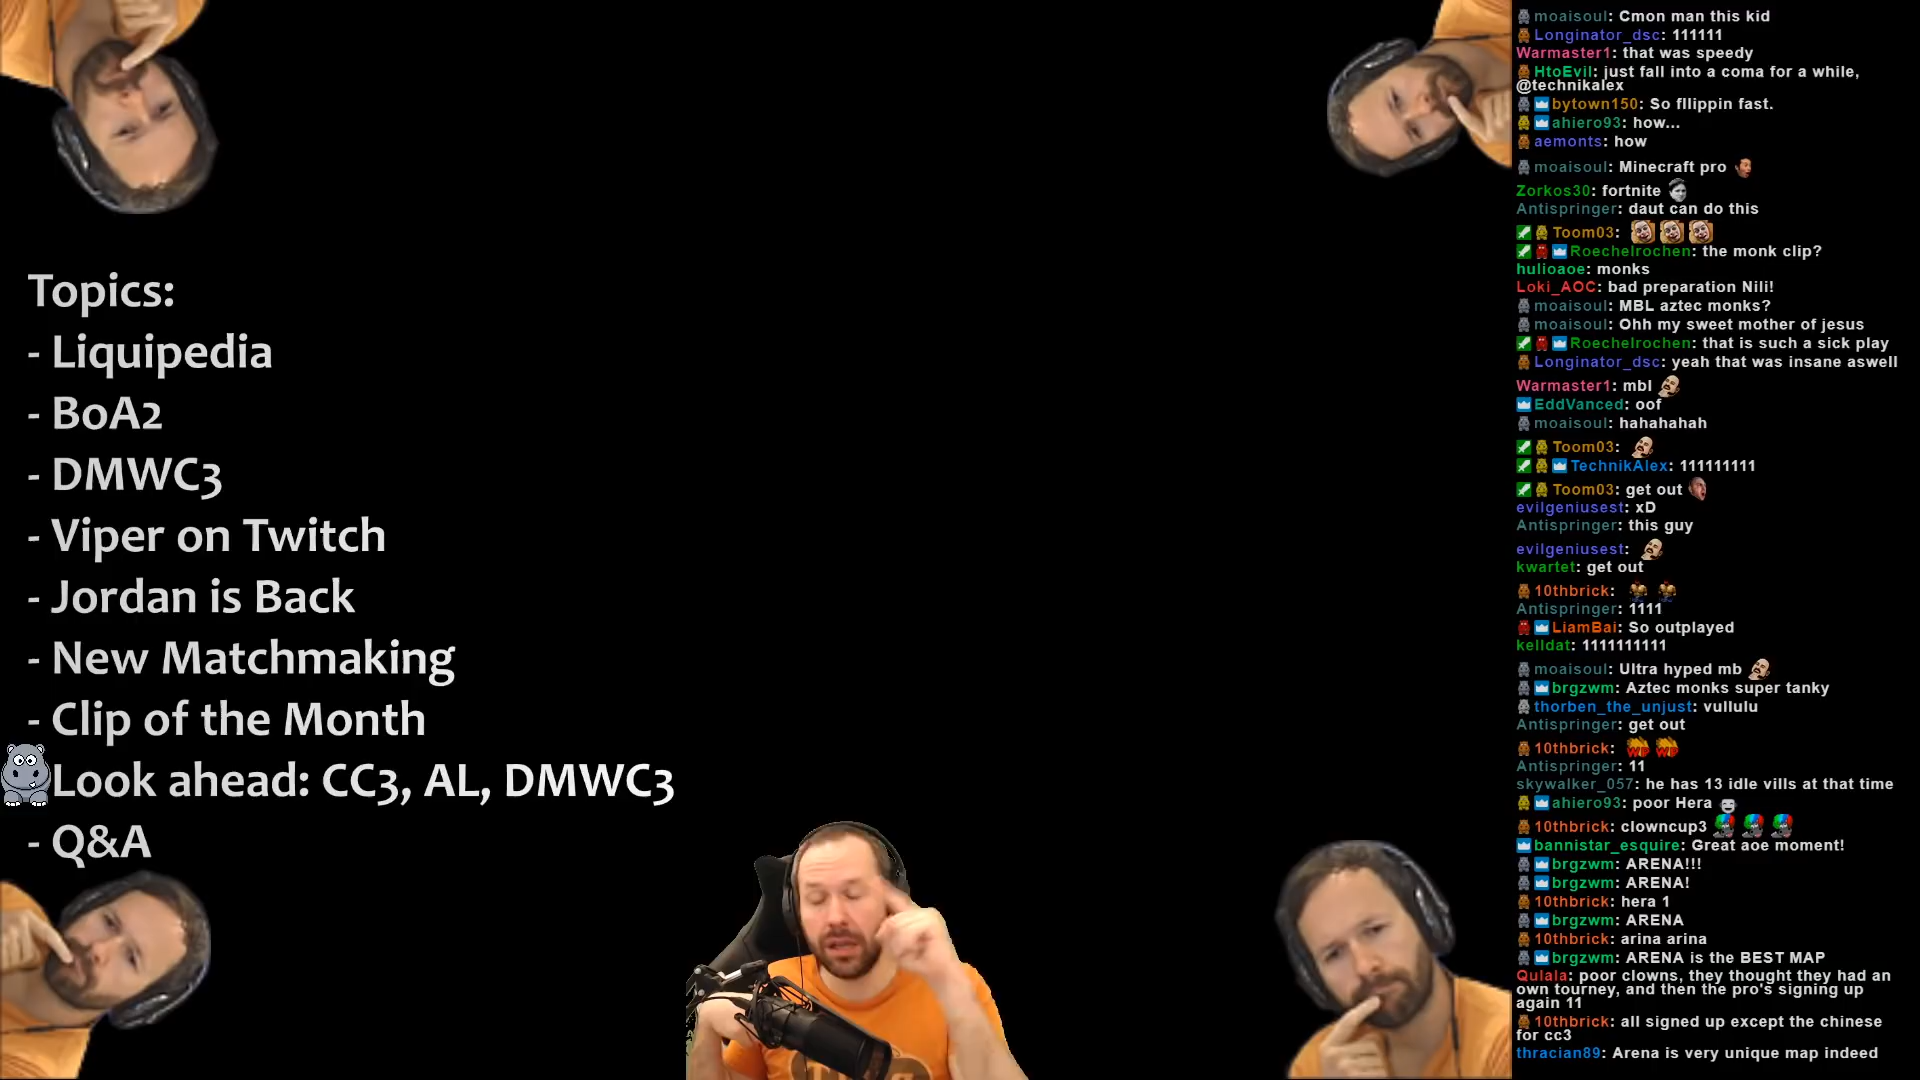 Topics:
- Liquipedia
- BoA2
- DMWC3
- Viper on Twitch
- Jordan is Back
- New Matchmaking
- Clip of the Month
Look ahead: CC3, AL, DMWC3
- Q&A
moaisoul: Cmon man this kid
Longinator_dsc: 111111
Warmaster1: that was speedy
HtoEvil: just fall into a coma for a while,
@technikalex
bytown150: So fllippin fast.
ahiero93: how...
aemonts: how
moaisoul: Minecraft pro
Zorkos30: fortnite
Antispringer: daut can do this
Toom03:
Roechelrochen: the monk clip?
hulioaoe: monks
Loki_AOC: bad preparation Nili!
moaisoul: MBL aztec monks?
moaisoul: Ohh my sweet mother of jesus
Roechelrochen: that is such a sick play
Longinator_dsc: yeah that was insane aswell
Warmaster1: mbl
EddVanced: oof
moaisoul: hahahahah
Toom03:
TechnikAlex: 111111111
Toom03: get out
evilgeniusest: xD
Antispringer: this guy
evilgeniusest:
kwartet: get out
10thbrick:
Antispringer: 1111
LiamBai: So outplayed
kelldat: 1111111111
moaisoul: Ultra hyped mb
brgzwm: Aztec monks super tanky
thorben_the_unjust: vullulu
Antispringer: get out
10thbrick:
Antispringer: 11
skywalker_057: he has 13 idle vills at that time
ahiero93: poor Hera
10thbrick: clowncup3
bannistar_esquire: Great aoe moment!
brgzwm: ARENA!!!
brgzwm: ARENA!
10thbrick: hera 1
brgzwm: ARENA
10thbrick: arina arina
brgzwm: ARENA is the BEST MAP
Qulala: poor clowns, they thought they had an
own tourney, and then the pro's signing up
again 11
10thbrick: all signed up except the chinese
for cc3
thracian89: Arena is very unique map indeed